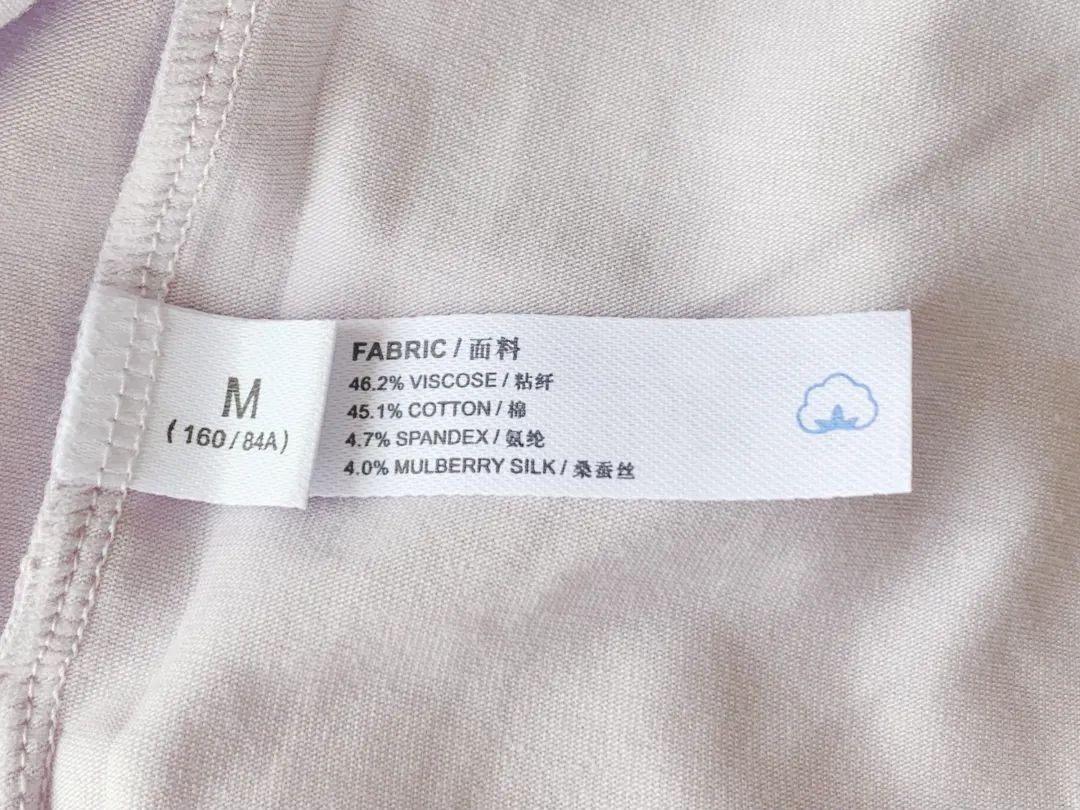 M
(160/84A)
FABRIC / 面料
46.2% VISCOSE / 粘纤
45.1% COTTON / 棉
4.7% SPANDEX / 氨纶
4.0% MULBERRY SILK / 桑蚕丝